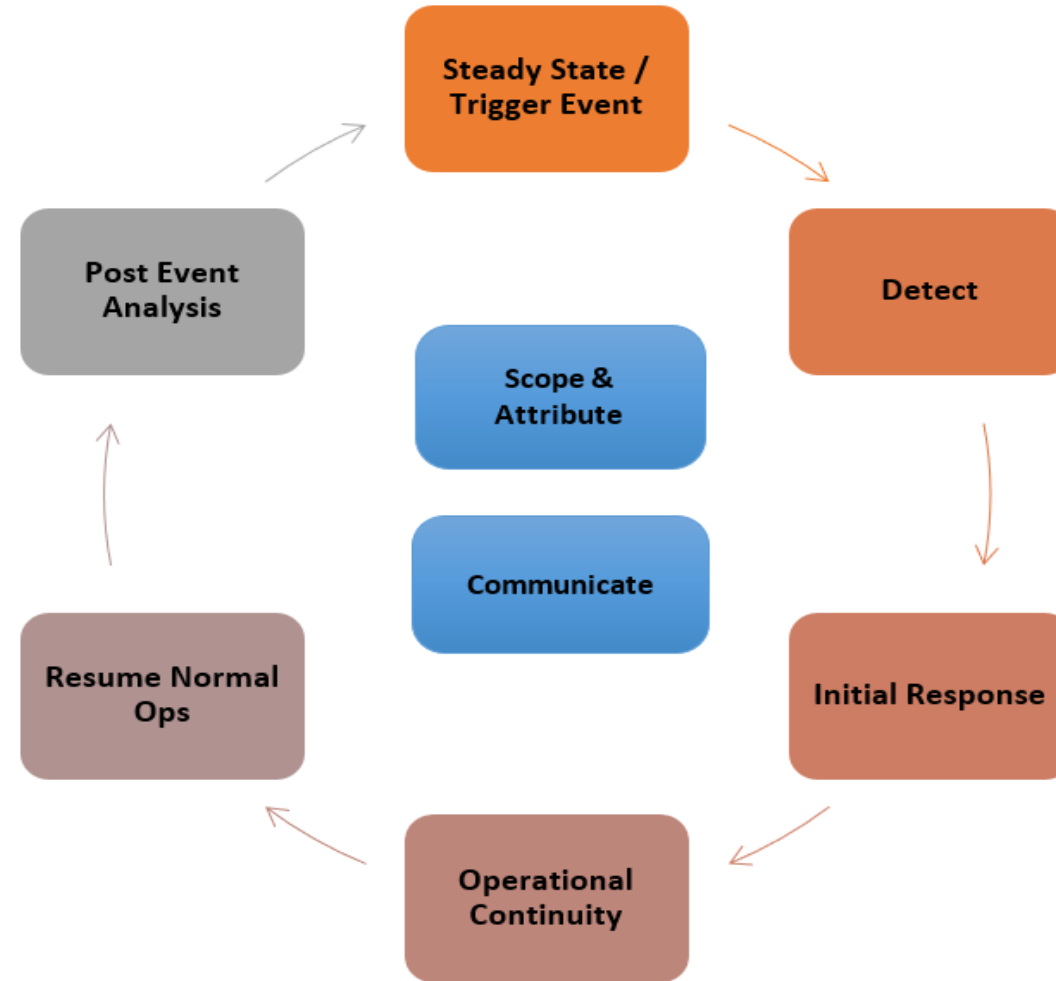 Steady State /
Trigger Event
Detect
Initial Response
Operational
Continuity
Resume Normal
Ops
Post Event
Analysis
Scope &
Attribute
Communicate